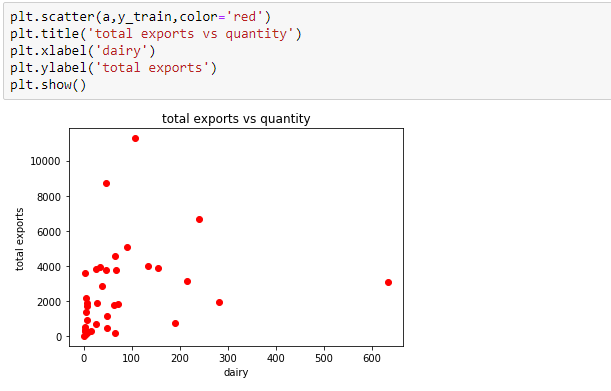 plt.scatter(a,y_train,color='red')
plt.title('total exports vs quantity')
plt.xlabel('dairy')
plt.ylabel('total exports')
plt.show()
total exports vs quantity
10000
8000
6000
4000
2000
0
total exports
0 100 200 300 400 500 600
dairy